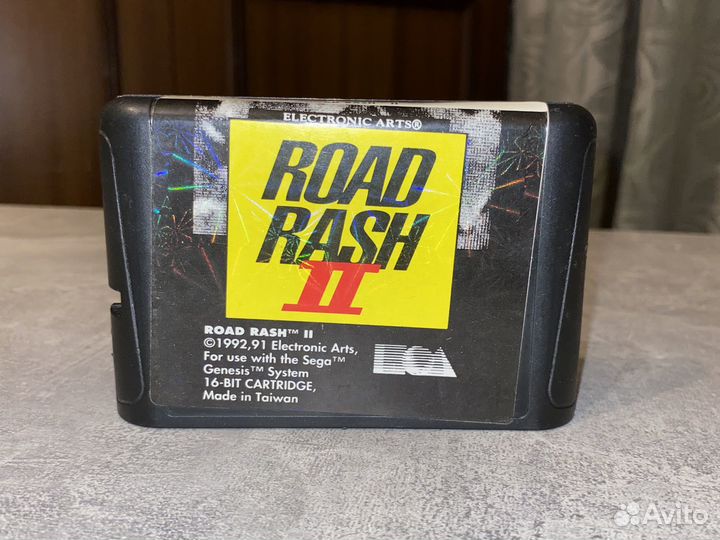 ELECTRONIC ARTS®
ROAD
RASH
II
ROAD RASH™ II
©1992,91 Electronic Arts,
For use with the Sega™
Genesis™ System
16-BIT CARTRIDGE,
Made in Taiwan
EA
Avito